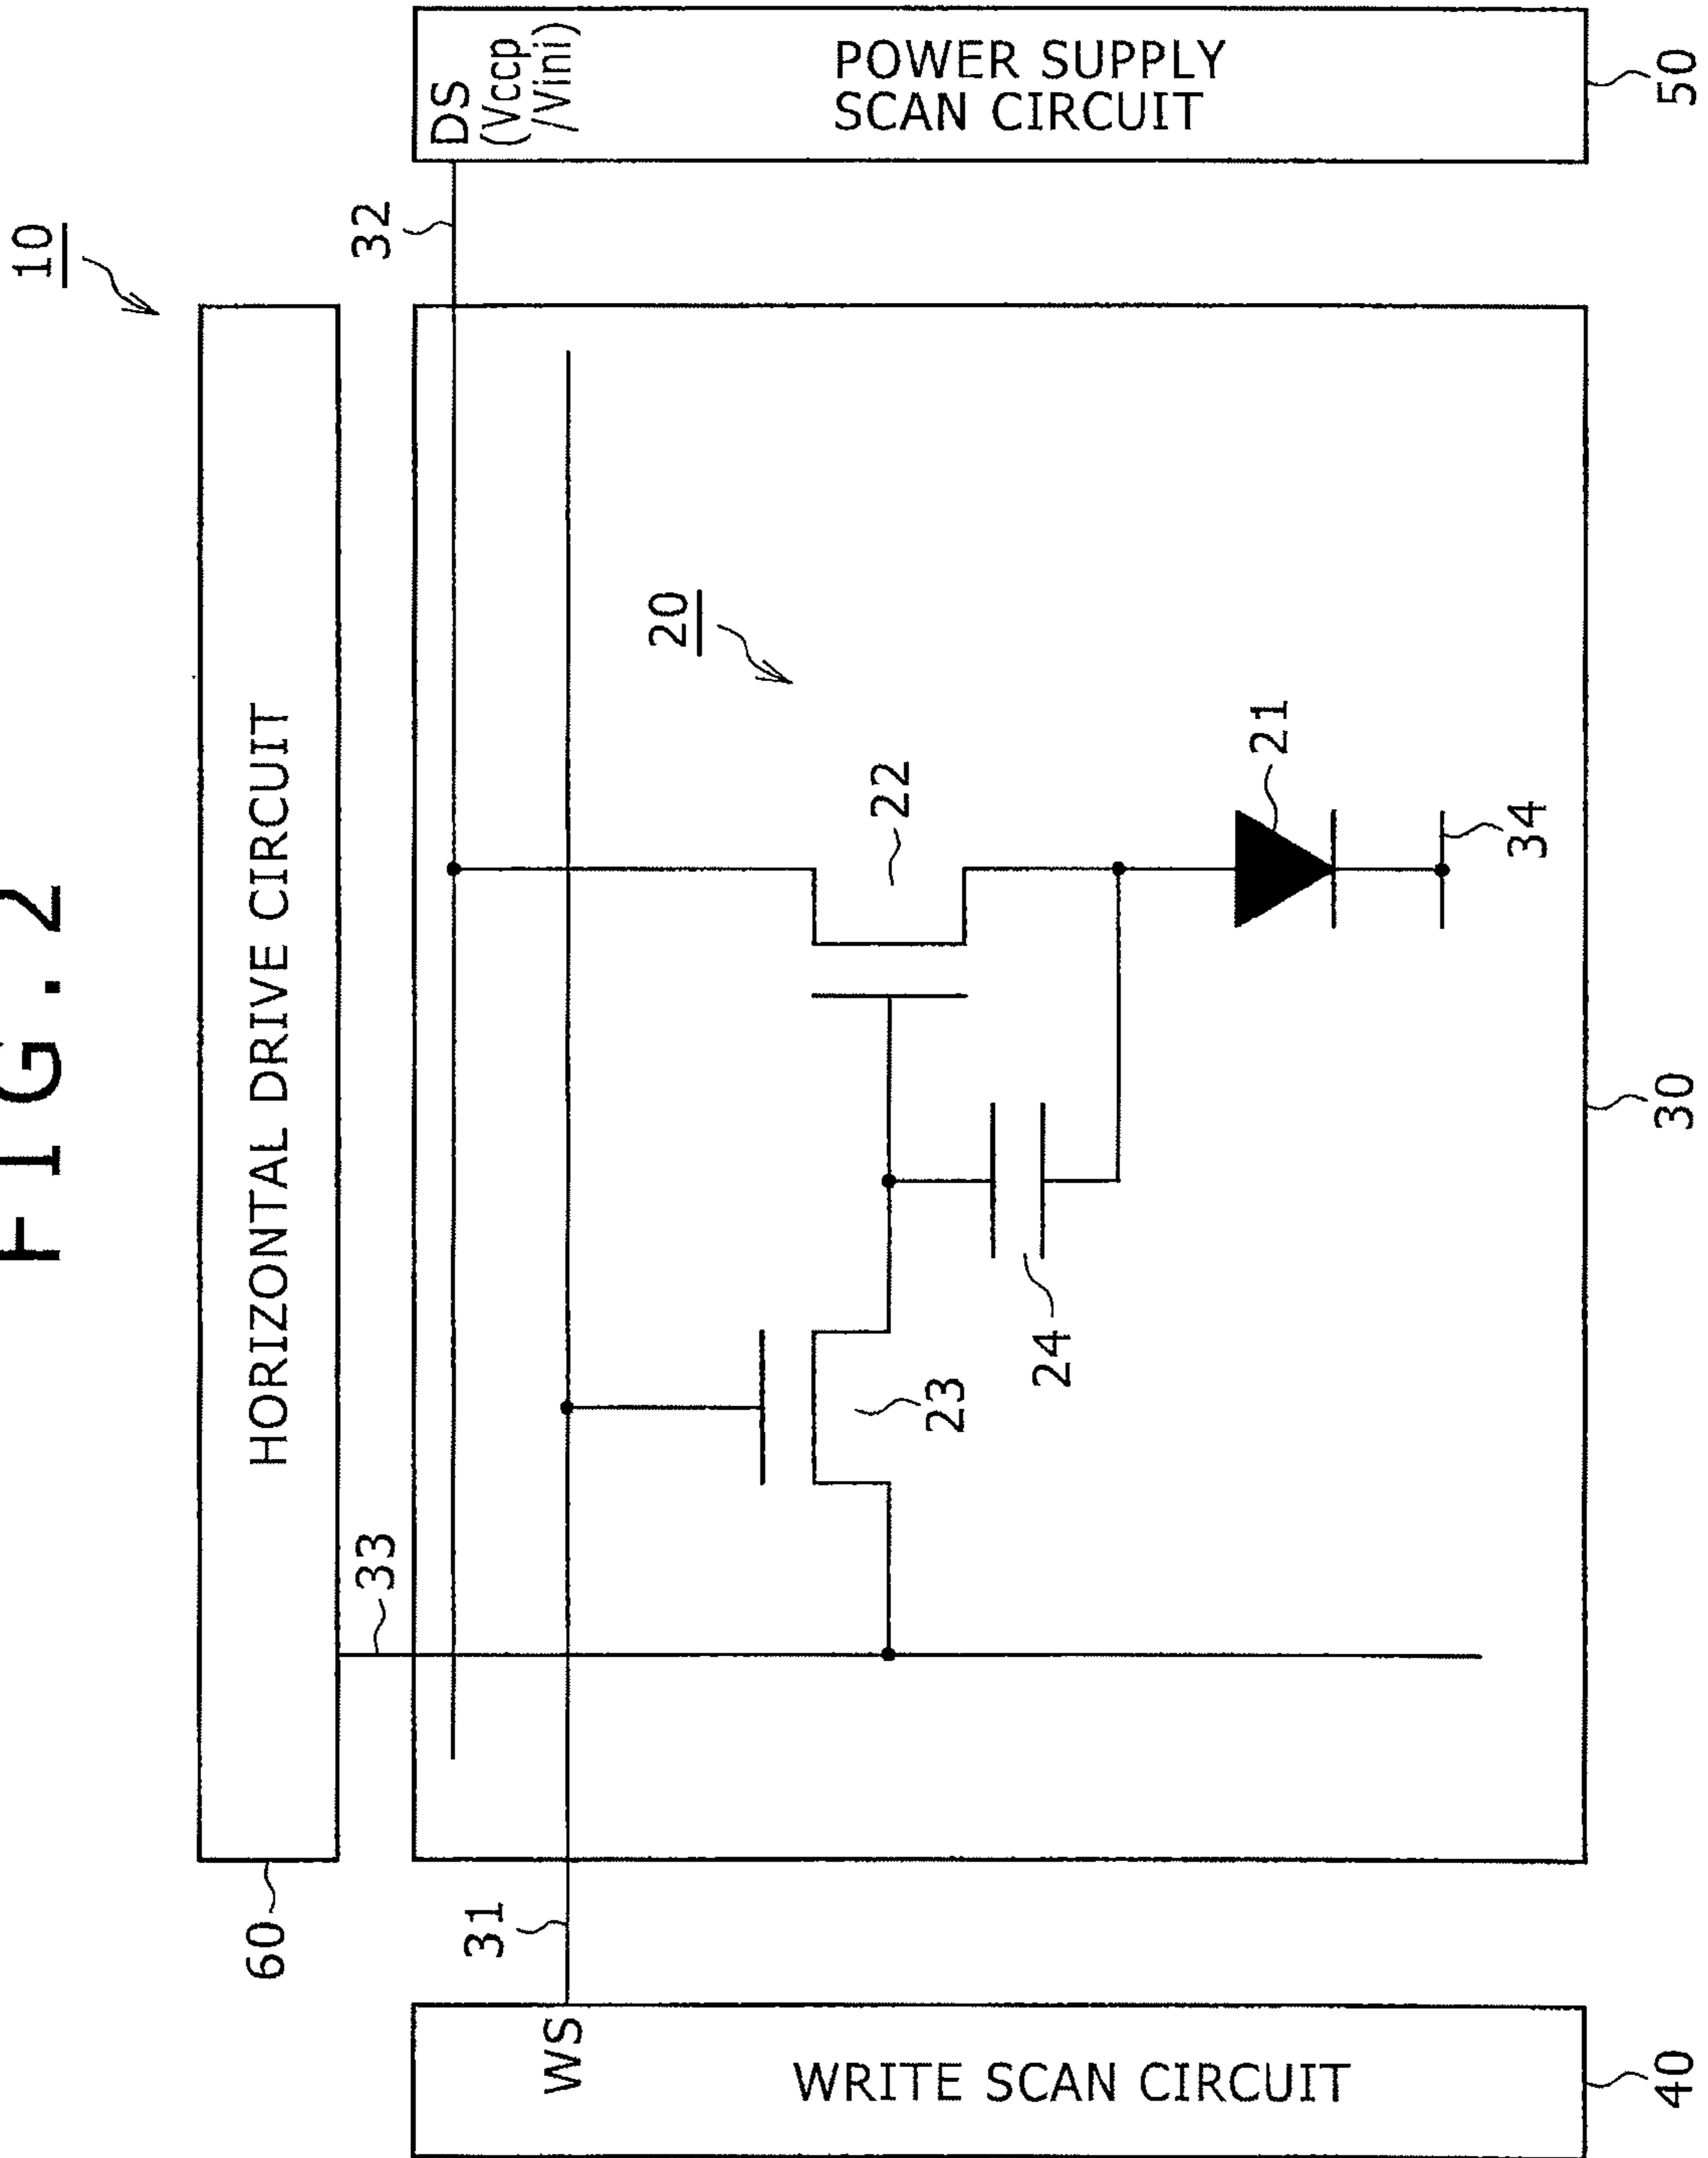 FIG. 2
10
HORIZONTAL DRIVE CIRCUIT
60
33
32
31
WS
DS
(Vccp
/Vini)
20
22
23
24
21
34
WRITE SCAN CIRCUIT
POWER SUPPLY
SCAN CIRCUIT
40
30
50